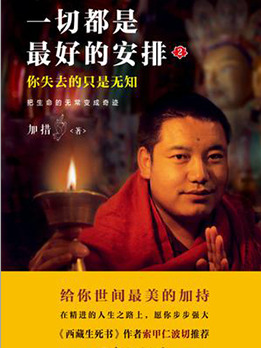 一切都是
最好的安排 2
你失去的只是无知
把生命的无常变成奇迹
加措 <著>
给你世间最美的加持
在精进的人生之路上，愿你步步强大
《西藏生死书》作者索甲仁波切推荐